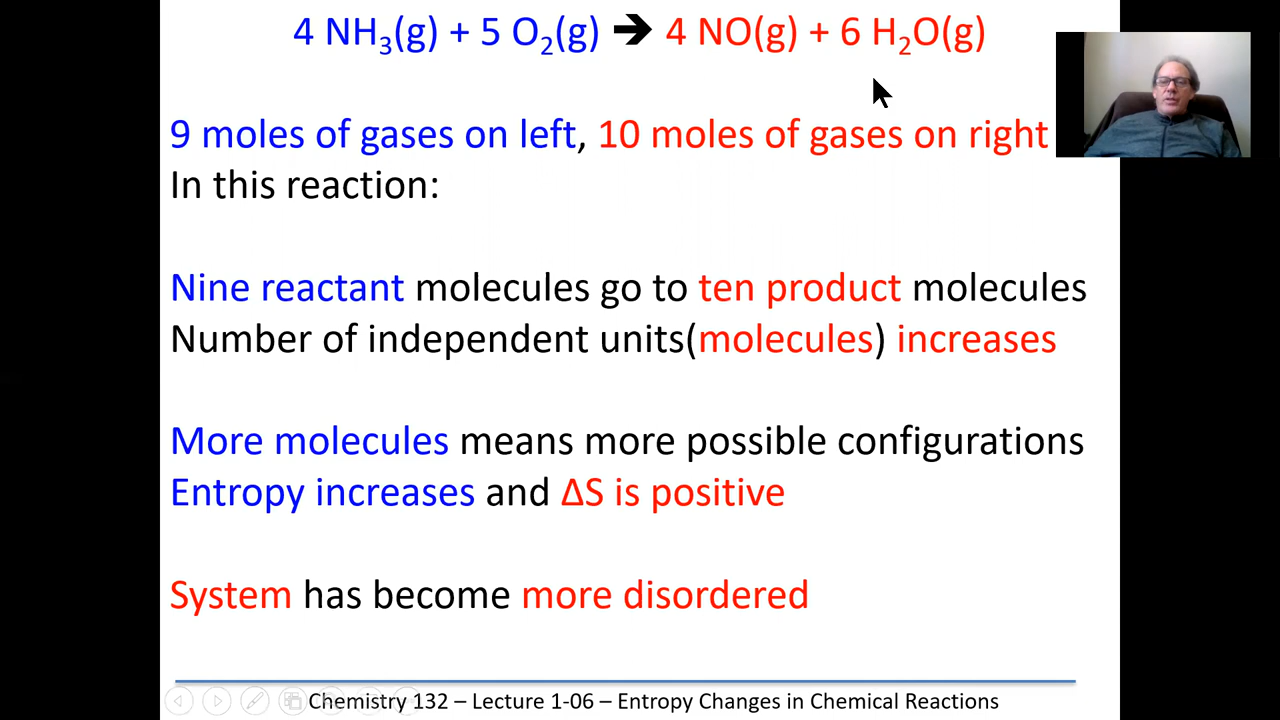 4 NH₃(g) + 5 O₂(g) ➔ 4 NO(g) + 6 H₂O(g)
9 moles of gases on left, 10 moles of gases on right
In this reaction:
Nine reactant molecules go to ten product molecules
Number of independent units(molecules) increases
More molecules means more possible configurations
Entropy increases and ΔS is positive
System has become more disordered
Chemistry 132 – Lecture 1-06 – Entropy Changes in Chemical Reactions